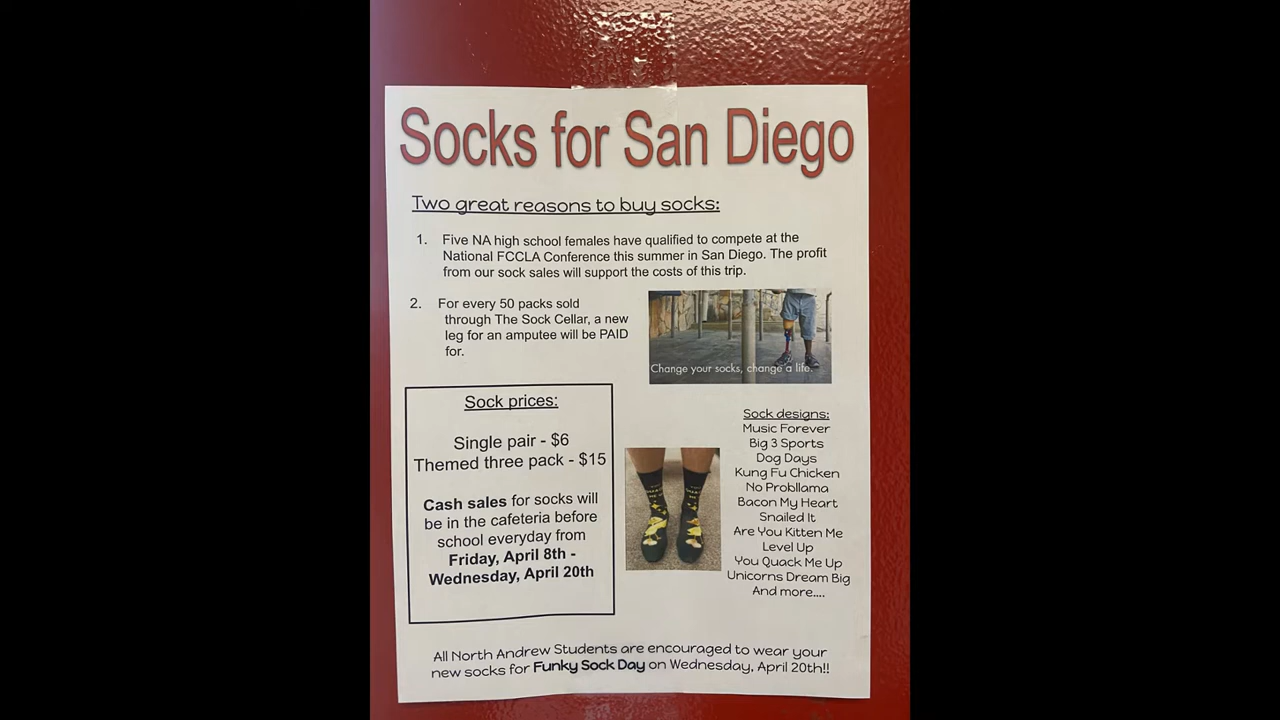 Socks for San Diego
Two great reasons to buy socks:
1. Five NA high school females have qualified to compete at the
National FCCLA Conference this summer in San Diego. The profit
from our sock sales will support the costs of this trip.
2. For every 50 packs sold
through The Sock Cellar, a new
leg for an amputee will be PAID
for.
Change your socks, change a life.
Sock prices:
Single pair - $6
Themed three pack - $15
Cash sales for socks will
be in the cafeteria before
school everyday from
Friday, April 8th -
Wednesday, April 20th
Sock designs:
Music Forever
Big 3 Sports
Dog Days
Kung Fu Chicken
No Probllama
Bacon My Heart
Snailed It
Are You Kitten Me
Level Up
You Quack Me Up
Unicorns Dream Big
And more....
All North Andrew Students are encouraged to wear your
new socks for Funky Sock Day on Wednesday, April 20th!!